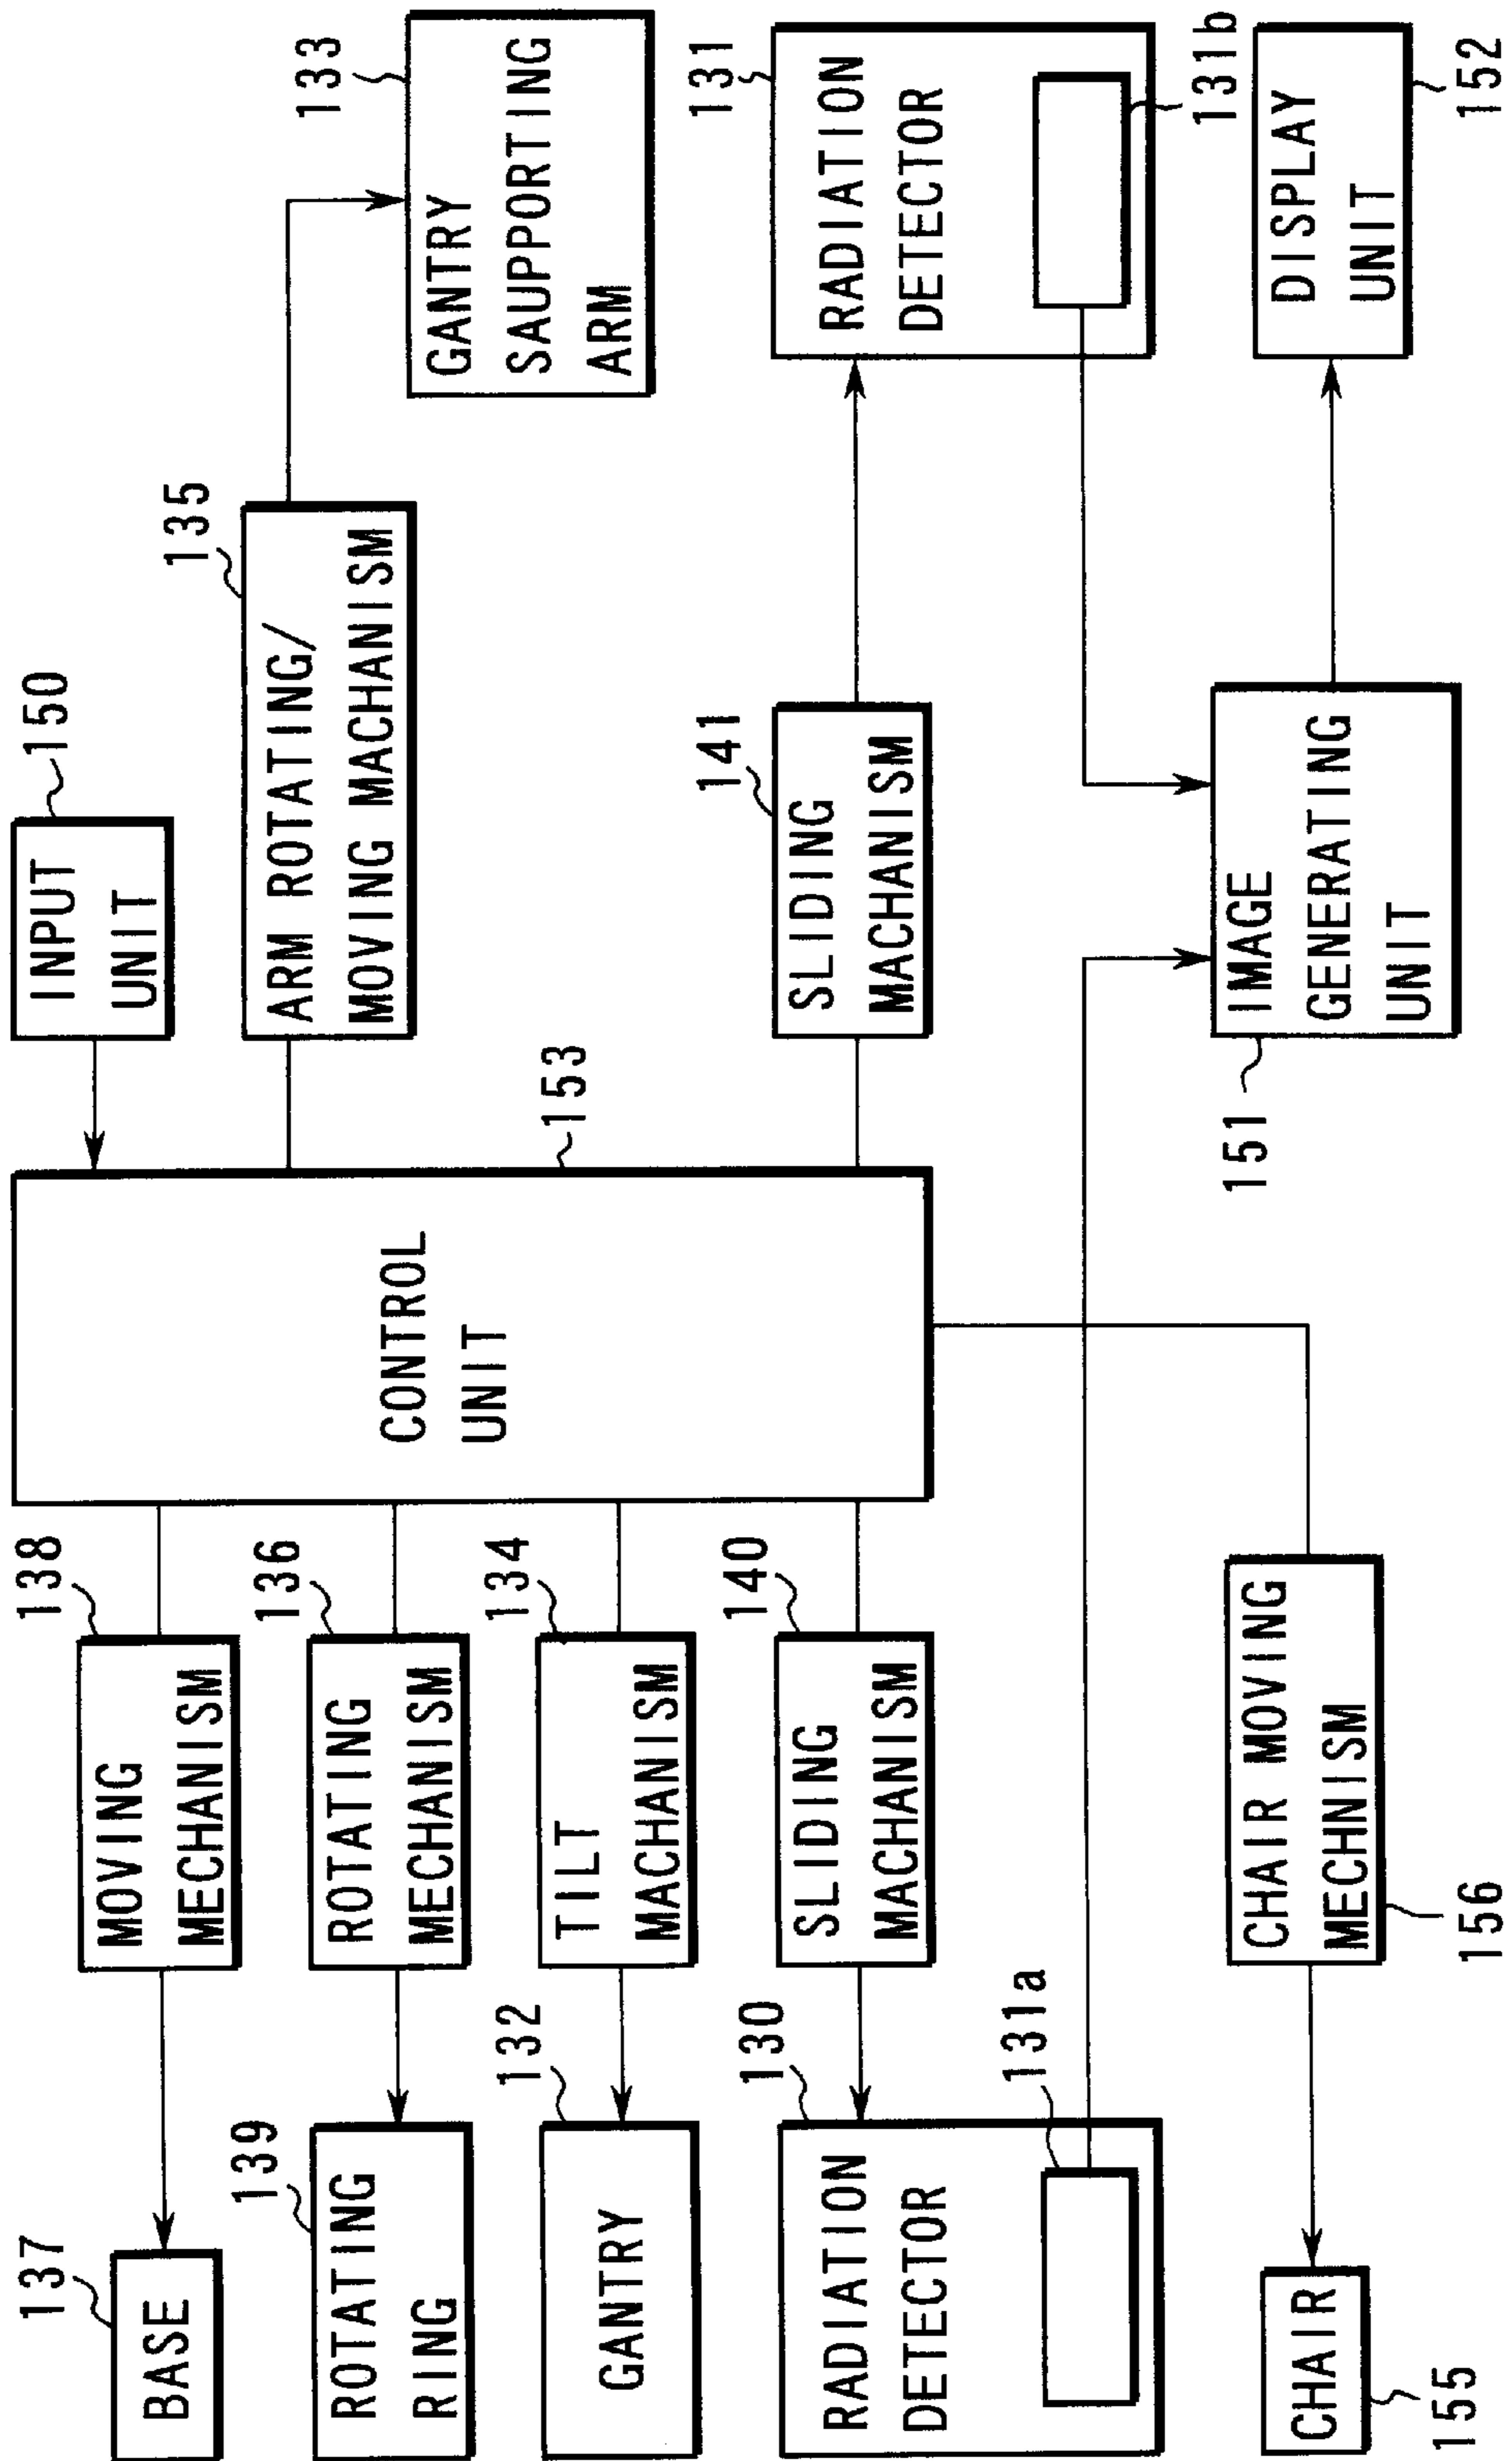 137
BASE
138
MOVING
MECHANISM
150
INPUT
UNIT
139
ROTATING
RING
136
ROTATING
MECHANISM
CONTROL
UNIT
153
135
ARM ROTATING/
MOVING MACHANISM
133
GANTRY
SAUPPORTING
ARM
132
GANTRY
134
TILT
MACHANISM
130
RADIATION
DETECTOR
131a
140
SLIDING
MACHANISM
141
SLIDING
MACHANISM
131
RADIATION
DETECTOR
131b
155
CHAIR
156
CHAIR MOVING
MECHNISM
151
IMAGE
GENERATING
UNIT
152
DISPLAY
UNIT